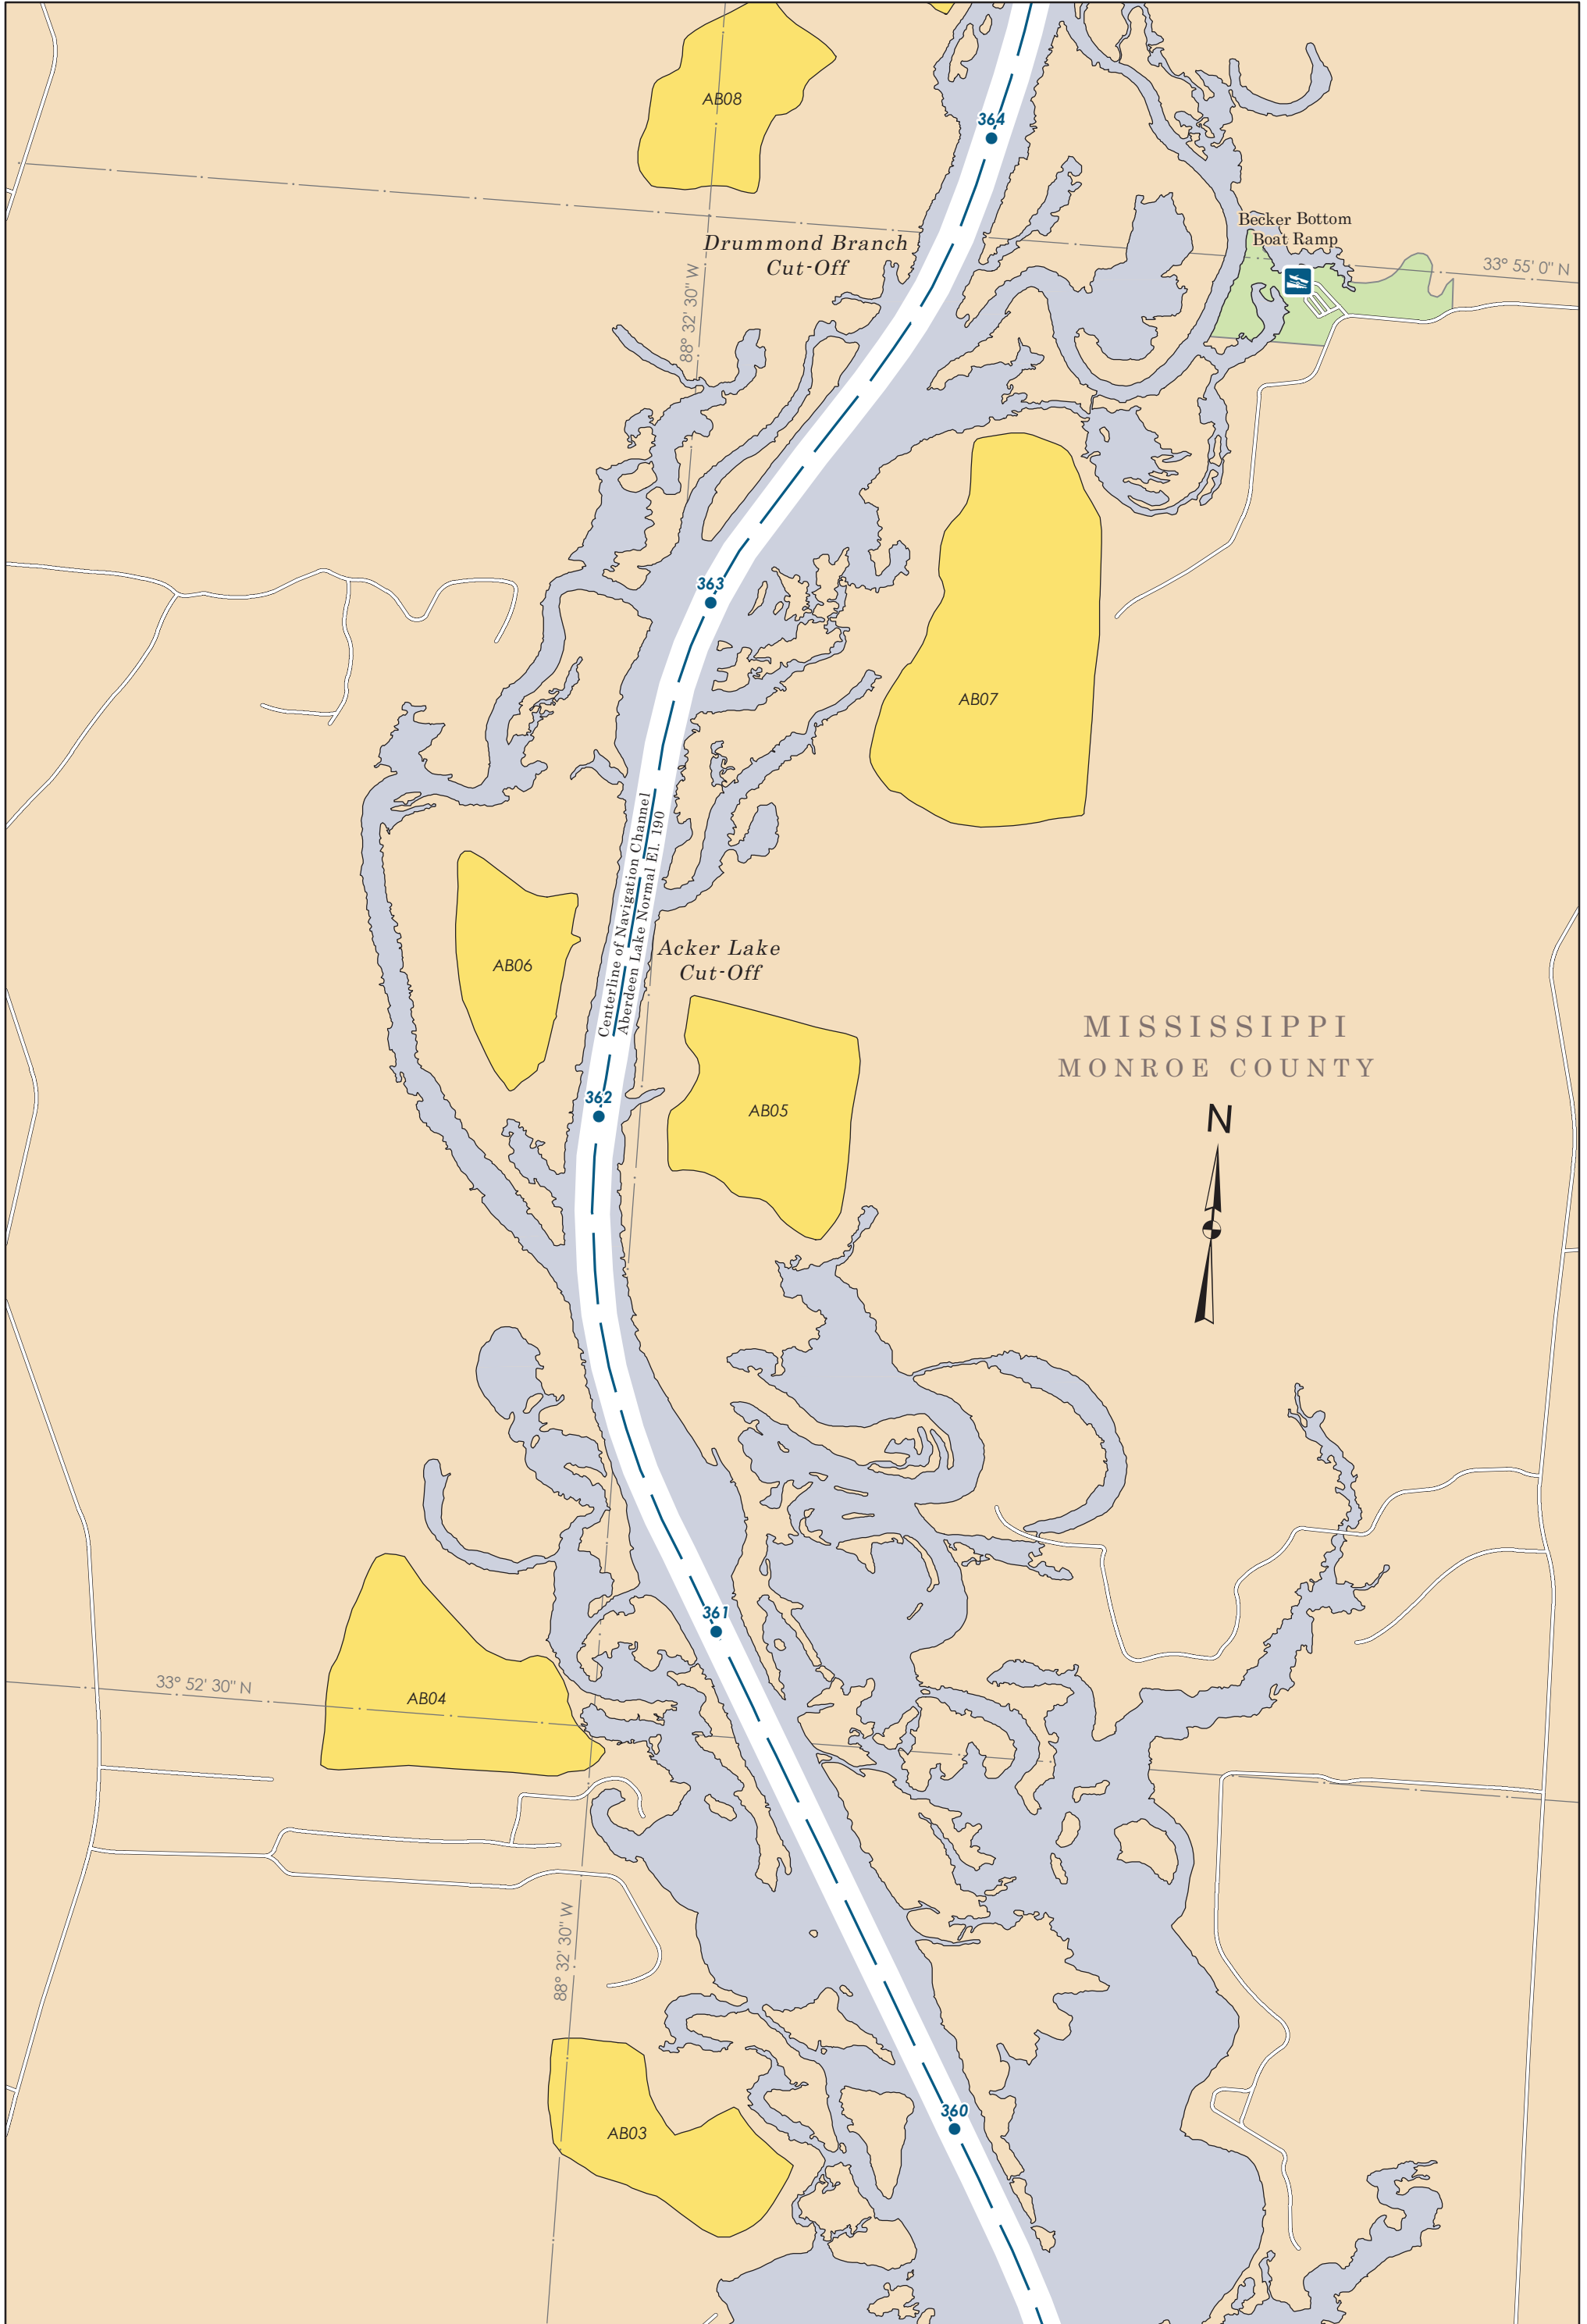 AB08
364
Becker Bottom
Boat Ramp
Drummond Branch
Cut-Off
33° 55' 0" N
88° 32' 30" W
363
AB07
Centerline of Navigation Channel
Aberdeen Lake Normal El. 190
AB06
Acker Lake
Cut-Off
MISSISSIPPI
MONROE COUNTY
362
AB05
N
361
33° 52' 30" N
AB04
88° 32' 30" W
360
AB03